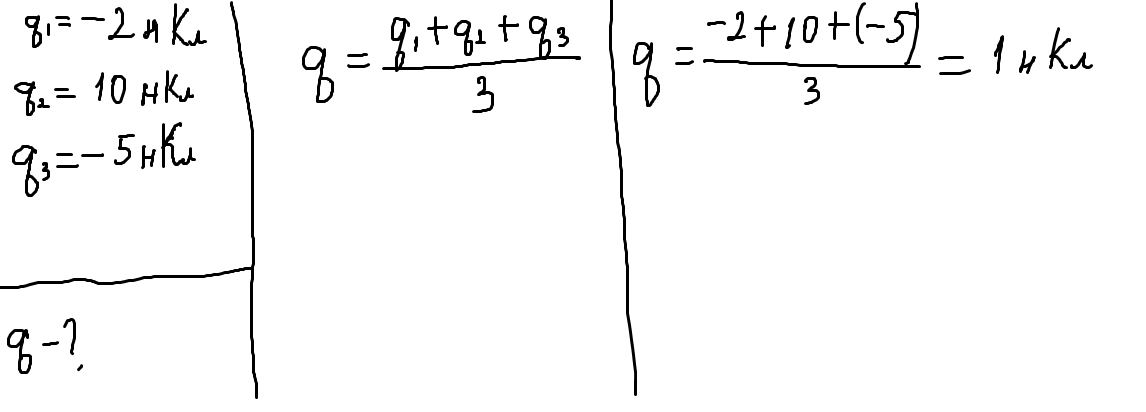 q₁ = -2 нКл
q₂ = 10 нКл
q₃ = -5 нКл
q - ?
q = (q₁ + q₂ + q₃) / 3
q = (-2 + 10 + (-5)) / 3 = 1 нКл